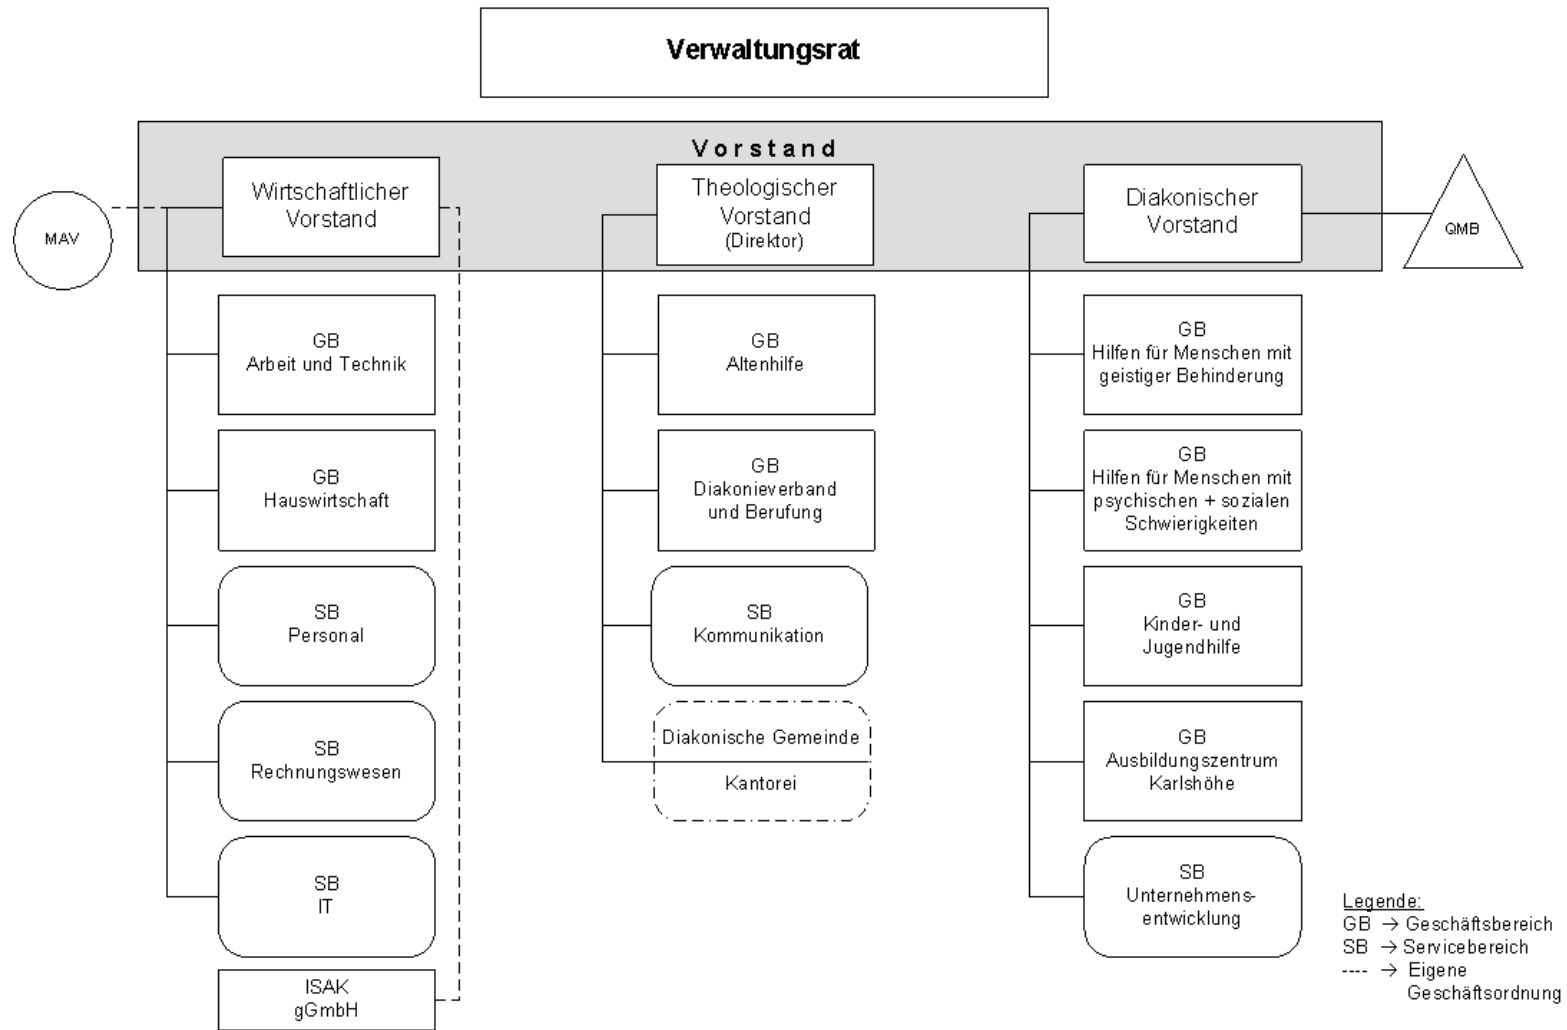 Verwaltungsrat
Vorstand
MAV
Wirtschaftlicher
Vorstand
Theologischer
Vorstand
(Direktor)
Diakonischer
Vorstand
QMB
GB
Arbeit und Technik
GB
Hauswirtschaft
SB
Personal
SB
Rechnungswesen
SB
IT
ISAK
gGmbH
GB
Altenhilfe
GB
Diakonieverband
und Berufung
SB
Kommunikation
Diakonische Gemeinde
Kantorei
GB
Hilfen für Menschen mit
geistiger Behinderung
GB
Hilfen für Menschen mit
psychischen + sozialen
Schwierigkeiten
GB
Kinder- und
Jugendhilfe
GB
Ausbildungszentrum
Karlshöhe
SB
Unternehmens-
entwicklung
Legende:
GB → Geschäftsbereich
SB → Servicebereich
---- → Eigene
Geschäftsordnung